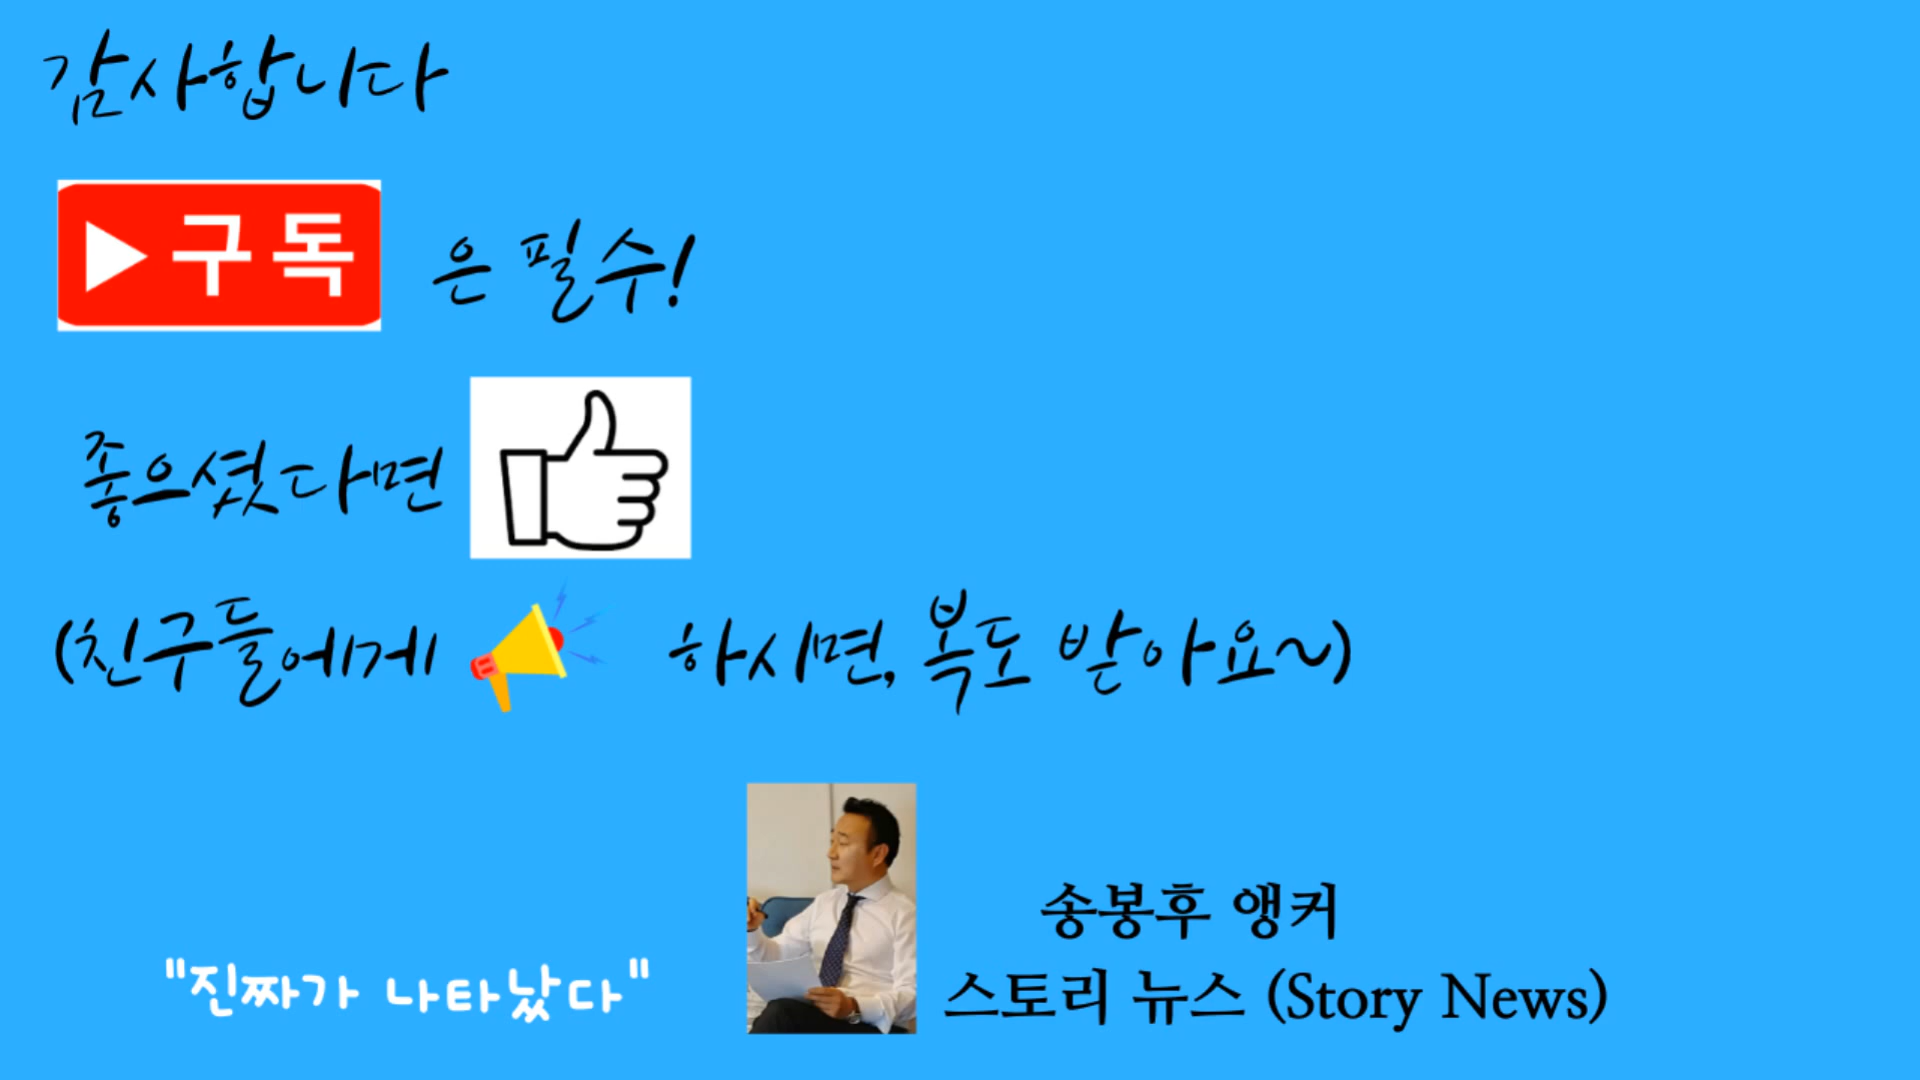 감사합니다
구독 은 필수!
좋으셨다면
(친구들에게 하시면, 복도 받아요~)
송봉후 앵커
"진짜가 나타났다"
스토리 뉴스 (Story News)